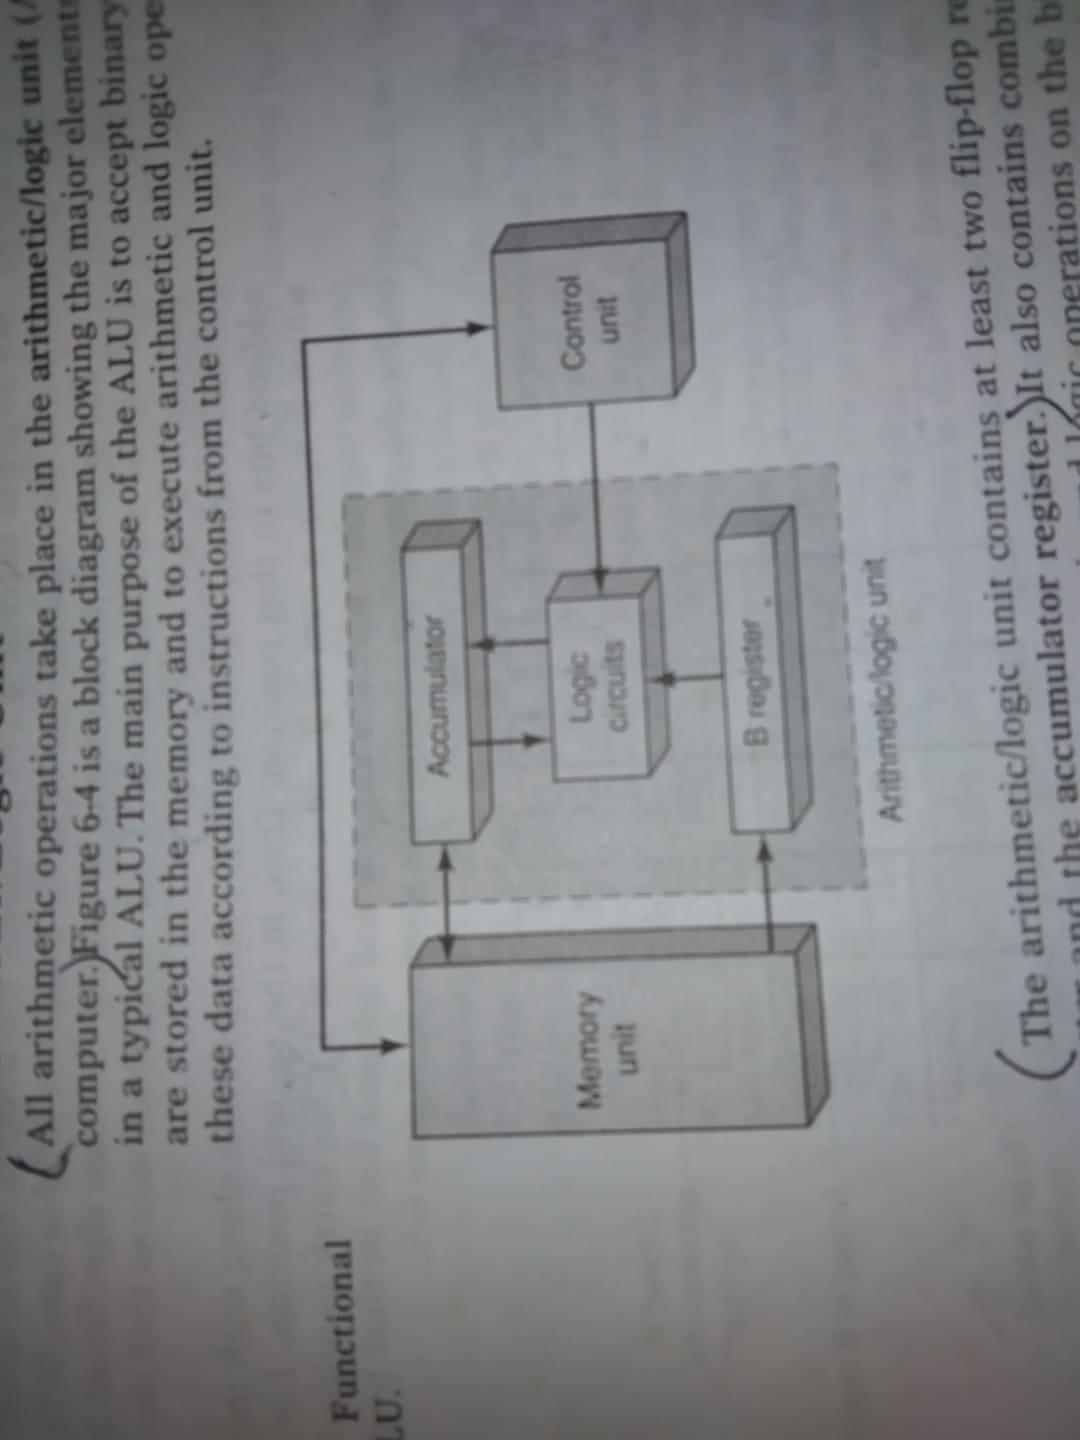 All arithmetic operations take place in the arithmetic/logic unit (
computer. Figure 6-4 is a block diagram showing the major elements
in a typical ALU. The main purpose of the ALU is to accept binary
are stored in the memory and to execute arithmetic and logic ope
these data according to instructions from the control unit.
Functional
LU.
Memory
unit
Accumulator
Logic
circuits
B register
Control
unit
Arithmetic/logic unit
(The arithmetic/logic unit contains at least two flip-flop re
and the accumulator register.) It also contains combi
operations on the b